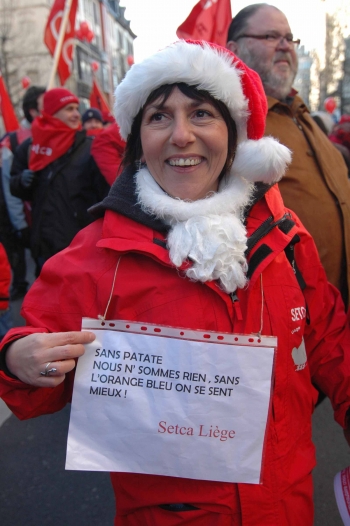 SANS PATATE
NOUS N' SOMMES RIEN , SANS
L'ORANGE BLEU ON SE SENT
MIEUX !
Setca Liège